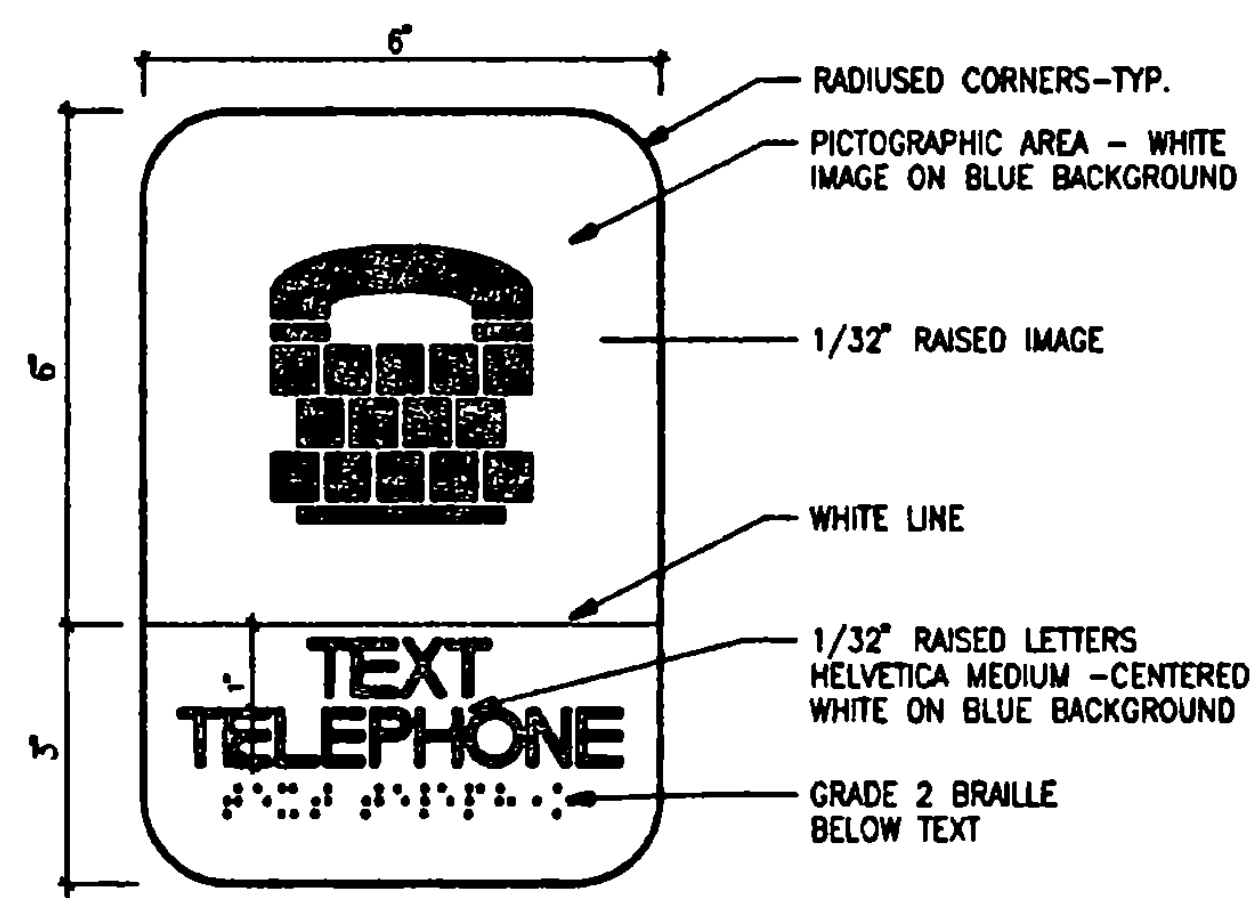 6"
RADIUSED CORNERS-TYP.
PICTOGRAPHIC AREA - WHITE
IMAGE ON BLUE BACKGROUND
6"
1/32" RAISED IMAGE
WHITE LINE
1"
3"
TEXT
TELEPHONE
1/32" RAISED LETTERS
HELVETICA MEDIUM -CENTERED
WHITE ON BLUE BACKGROUND
GRADE 2 BRAILLE
BELOW TEXT